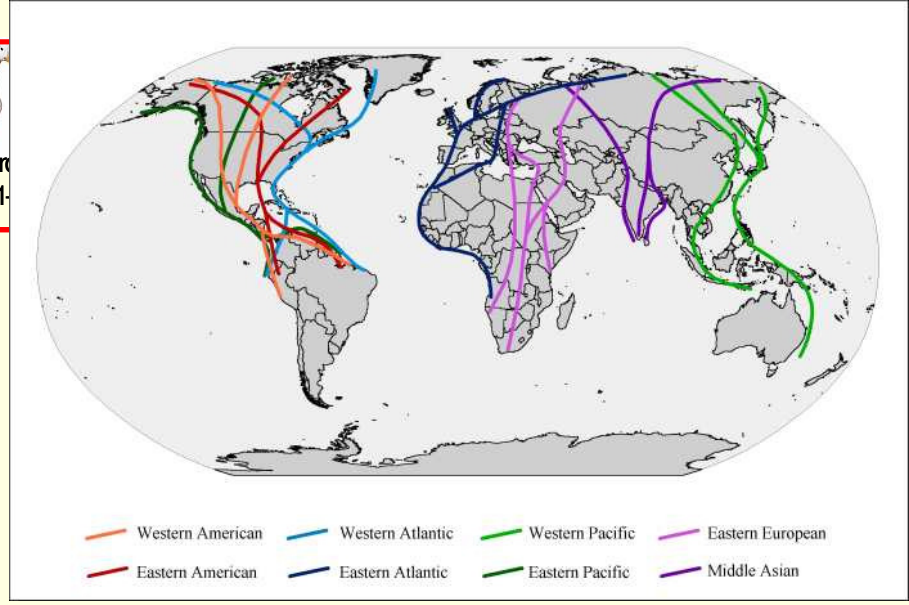 Western American
Western Atlantic
Western Pacific
Eastern European
Eastern American
Eastern Atlantic
Eastern Pacific
Middle Asian